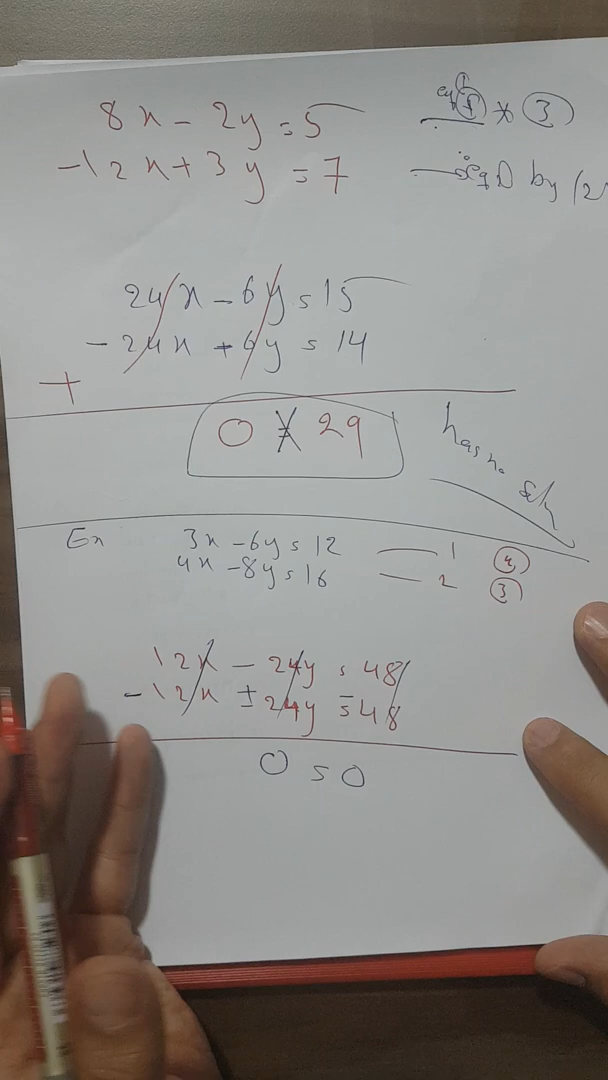 8x - 2y = 5 eq 1 * 3
-12x + 3y = 7 eq by (2)
24x - 6y = 15
- 24x + 6y = 14
+
0 ≠ 29
has no
Ex 3x - 6y = 12 1 4
4x - 8y = 16 2 3
12x - 24y = 48
- 12x ± 24y = 48
0 = 0